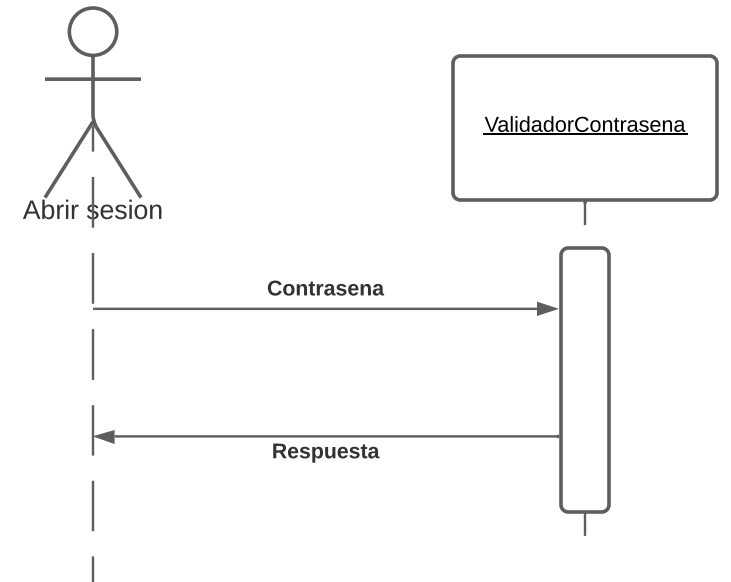 ValidadorContrasena
Abrir sesion
Contrasena
Respuesta